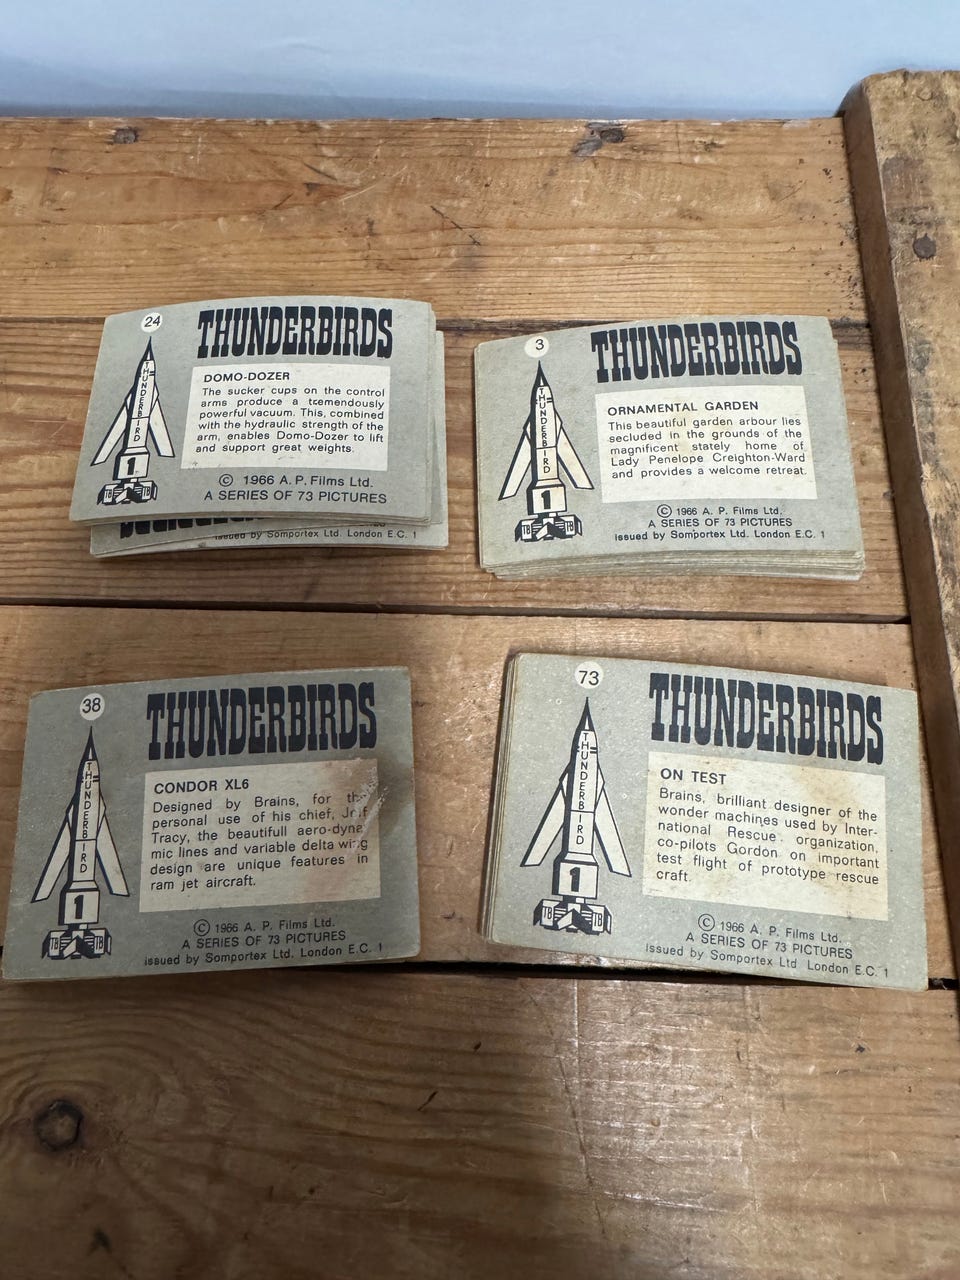 24
THUNDERBIRDS
THUNDERBIRD
1
TB TB
DOMO-DOZER
The sucker cups on the control
arms produce a temendously
powerful vacuum. This, combined
with the hydraulic strength of the
arm, enables Domo-Dozer to lift
and support great weights.
© 1966 A. P. Films Ltd.
A SERIES OF 73 PICTURES
issued by Somportex Ltd. London E.C. 1
3
THUNDERBIRDS
THUNDERBIRD
1
TB TB
ORNAMENTAL GARDEN
This beautiful garden arbour lies
secluded in the grounds of the
magnificent stately home of
Lady Penelope Creighton-Ward
and provides a welcome retreat.
© 1966 A. P. Films Ltd.
A SERIES OF 73 PICTURES
issued by Somportex Ltd. London E.C. 1
38
THUNDERBIRDS
THUNDERBIRD
1
TB TB
CONDOR XL6
Designed by Brains, for the
personal use of his chief, Jeff
Tracy, the beautifull aero-dyna
mic lines and variable delta wing
design are unique features in
ram jet aircraft.
© 1966 A. P. Films Ltd.
A SERIES OF 73 PICTURES
issued by Somportex Ltd. London E.C. 1
73
THUNDERBIRDS
THUNDERBIRD
1
TB TB
ON TEST
Brains, brilliant designer of the
wonder machines used by Inter-
national Rescue organization,
co-pilots Gordon on important
test flight of prototype rescue
craft.
© 1966 A. P. Films Ltd.
A SERIES OF 73 PICTURES
issued by Somportex Ltd London E.C. 1